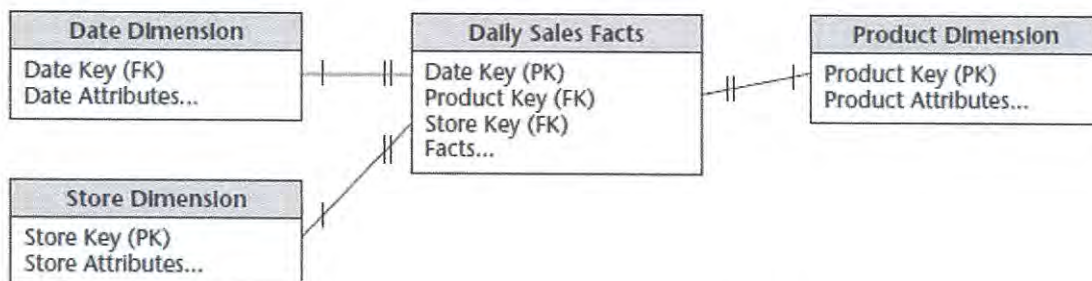 Date Dimension
Date Key (FK)
Date Attributes...
Daily Sales Facts
Date Key (PK)
Product Key (FK)
Store Key (FK)
Facts...
Product Dimension
Product Key (PK)
Product Attributes...
Store Dimension
Store Key (PK)
Store Attributes...